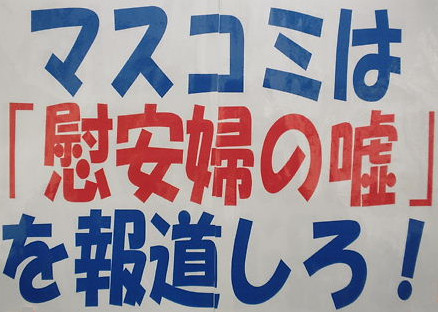 マスコミは
「慰安婦の嘘」
を報道しろ！